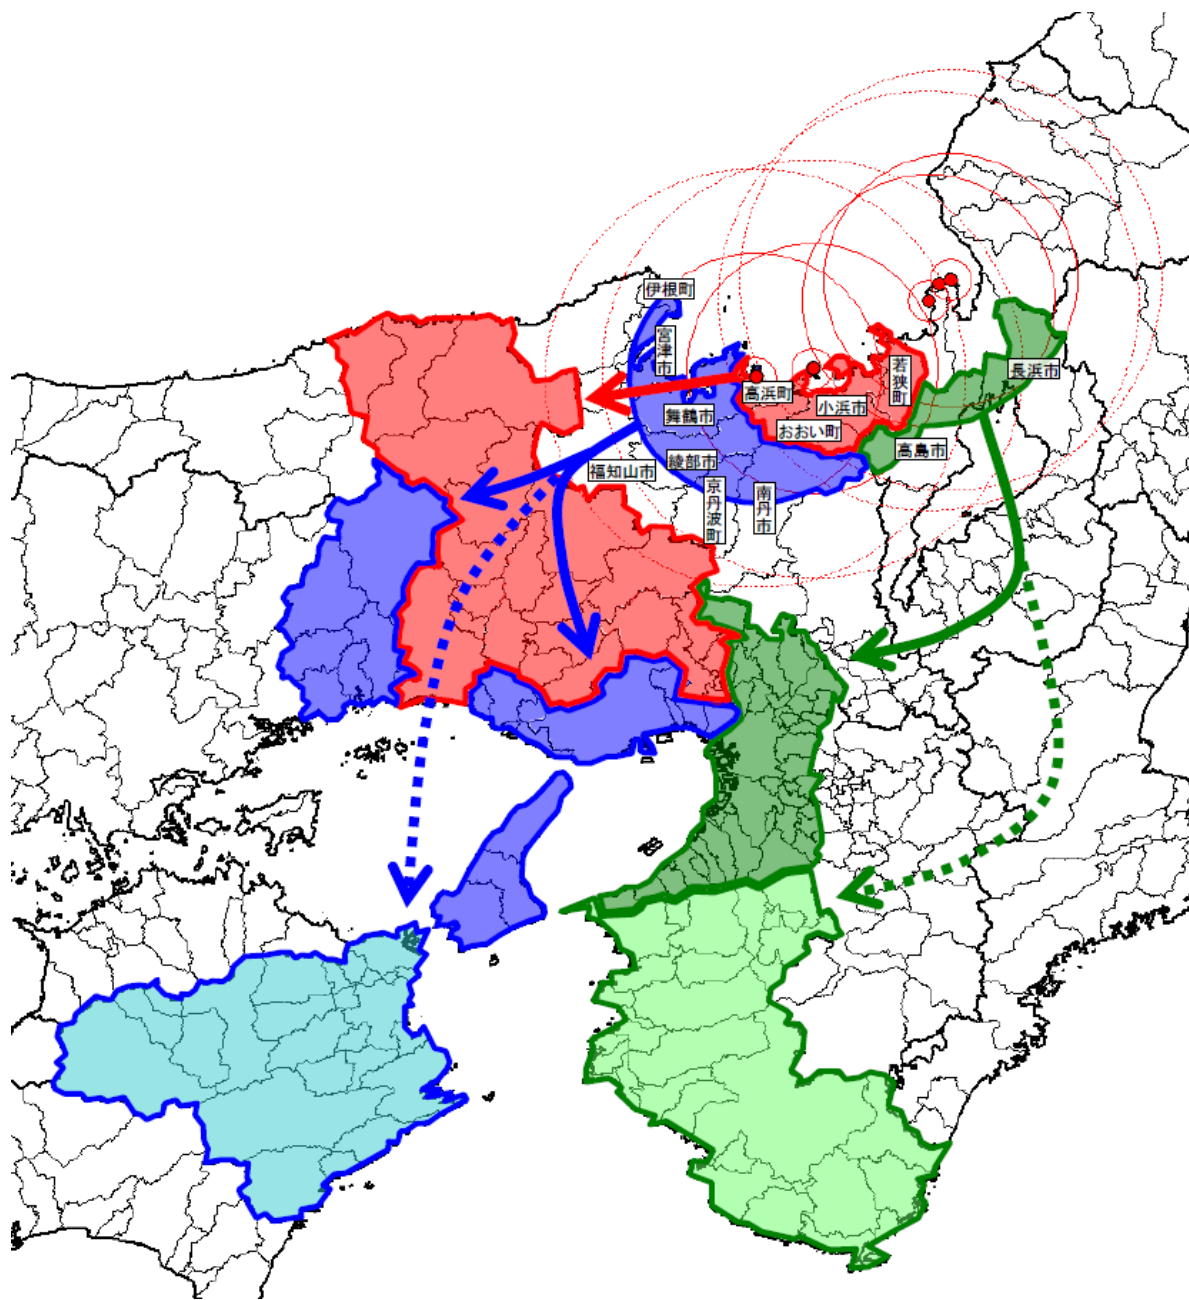 伊根町
宮津市
舞鶴市
綾部市
福知山市
京丹波町
南丹市
高浜町
おおい町
小浜市
若狭町
高島市
長浜市